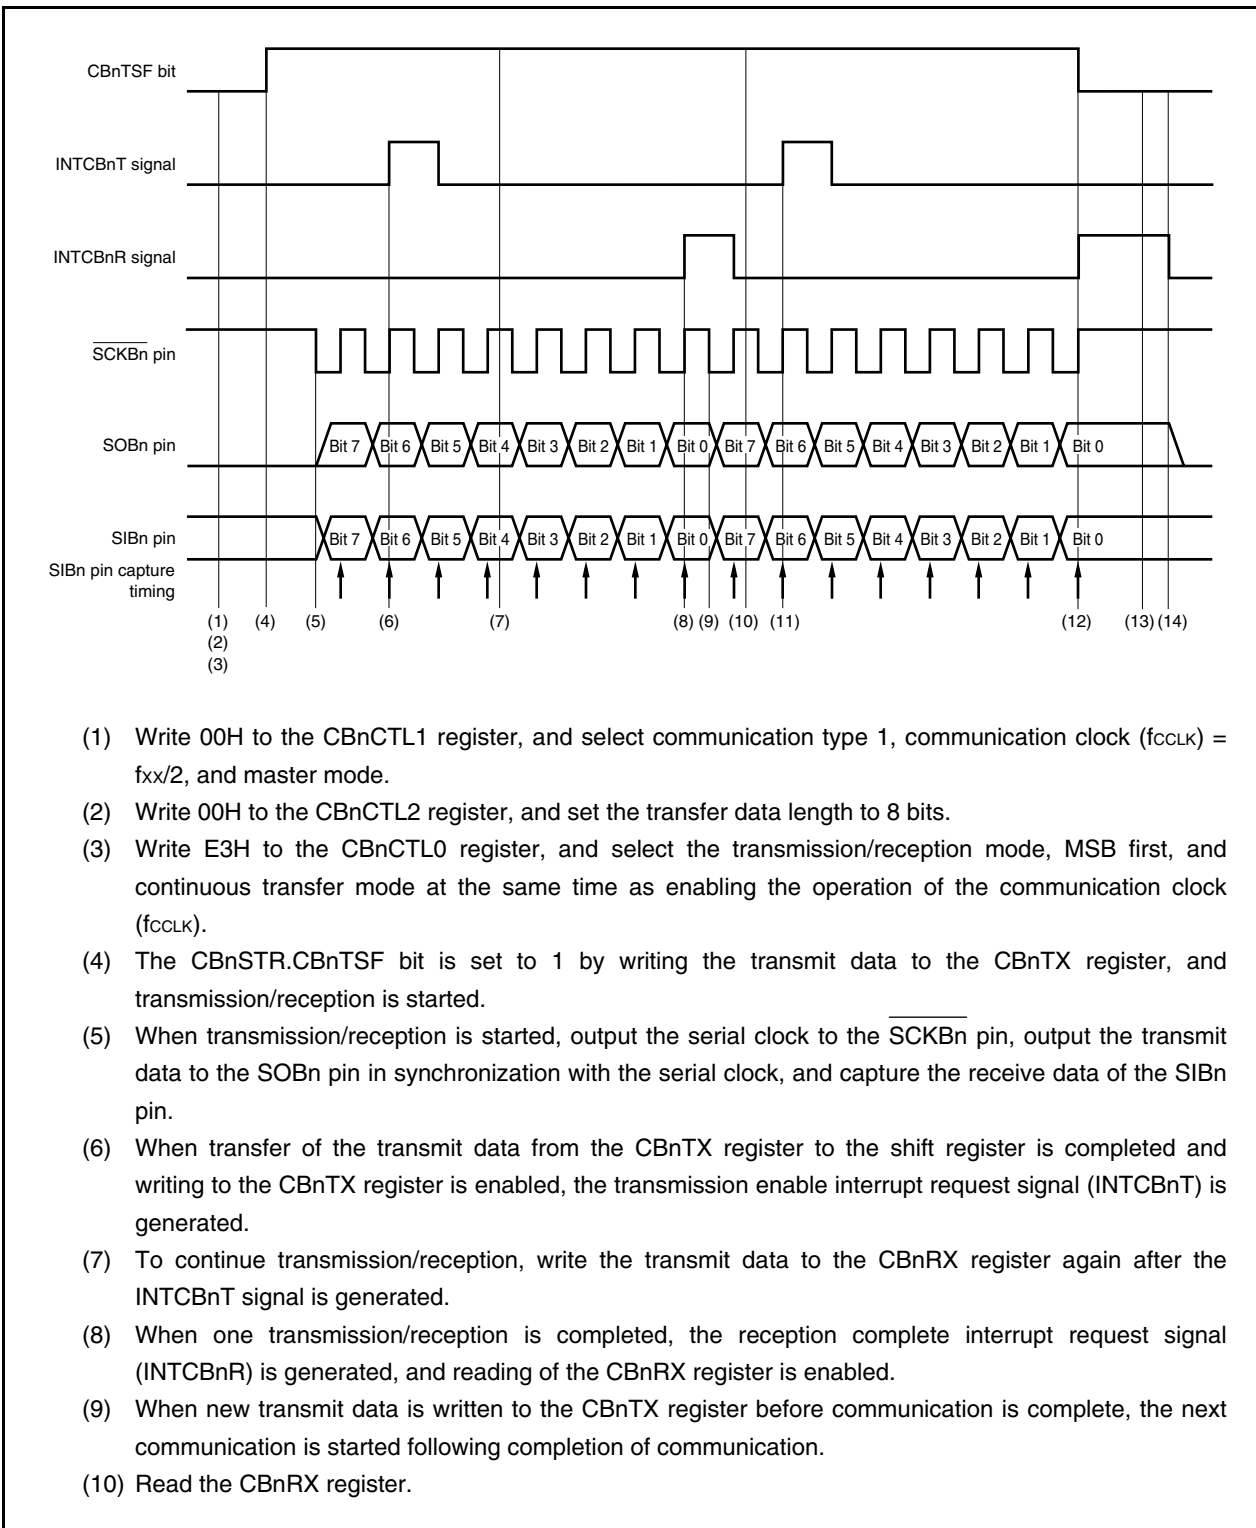 CBnTSF bit
INTCBnT signal
INTCBnR signal
SCKBn pin
SOBn pin
Bit 7 Bit 6 Bit 5 Bit 4 Bit 3 Bit 2 Bit 1 Bit 0 Bit 7 Bit 6 Bit 5 Bit 4 Bit 3 Bit 2 Bit 1 Bit 0
SIBn pin
Bit 7 Bit 6 Bit 5 Bit 4 Bit 3 Bit 2 Bit 1 Bit 0 Bit 7 Bit 6 Bit 5 Bit 4 Bit 3 Bit 2 Bit 1 Bit 0
SIBn pin capture
timing
(1) (4) (5) (6) (7) (8) (9) (10) (11) (12) (13) (14)
(2)
(3)
(1) Write 00H to the CBnCTL1 register, and select communication type 1, communication clock (fCCLK) =
fxx/2, and master mode.
(2) Write 00H to the CBnCTL2 register, and set the transfer data length to 8 bits.
(3) Write E3H to the CBnCTL0 register, and select the transmission/reception mode, MSB first, and
continuous transfer mode at the same time as enabling the operation of the communication clock
(fCCLK).
(4) The CBnSTR.CBnTSF bit is set to 1 by writing the transmit data to the CBnTX register, and
transmission/reception is started.
(5) When transmission/reception is started, output the serial clock to the SCKBn pin, output the transmit
data to the SOBn pin in synchronization with the serial clock, and capture the receive data of the SIBn
pin.
(6) When transfer of the transmit data from the CBnTX register to the shift register is completed and
writing to the CBnTX register is enabled, the transmission enable interrupt request signal (INTCBnT) is
generated.
(7) To continue transmission/reception, write the transmit data to the CBnRX register again after the
INTCBnT signal is generated.
(8) When one transmission/reception is completed, the reception complete interrupt request signal
(INTCBnR) is generated, and reading of the CBnRX register is enabled.
(9) When new transmit data is written to the CBnTX register before communication is complete, the next
communication is started following completion of communication.
(10) Read the CBnRX register.